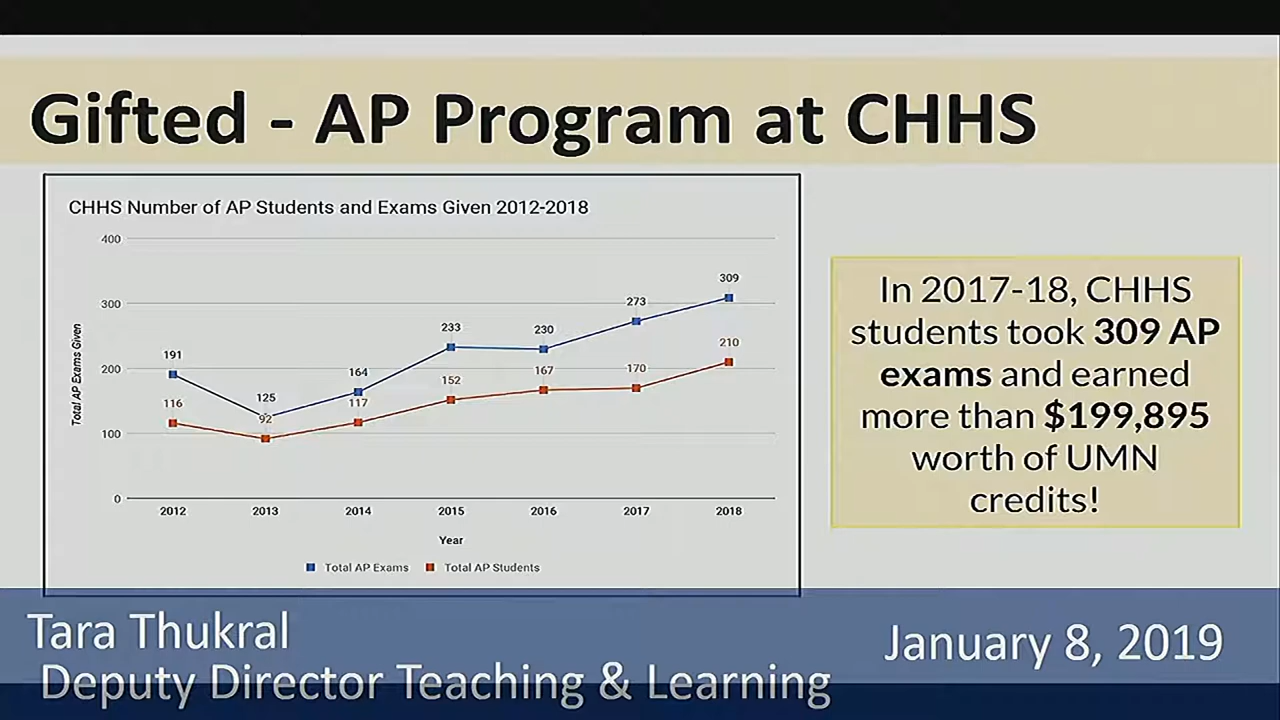 Gifted - AP Program at CHHS
CHHS Number of AP Students and Exams Given 2012-2018
Total AP Exams Given
400
300
200
100
0
191
125
164
233
230
273
309
116
92
117
152
167
170
210
2012 2013 2014 2015 2016 2017 2018
Year
Total AP Exams Total AP Students
In 2017-18, CHHS
students took 309 AP
exams and earned
more than $199,895
worth of UMN
credits!
Tara Thukral
Deputy Director Teaching & Learning
January 8, 2019